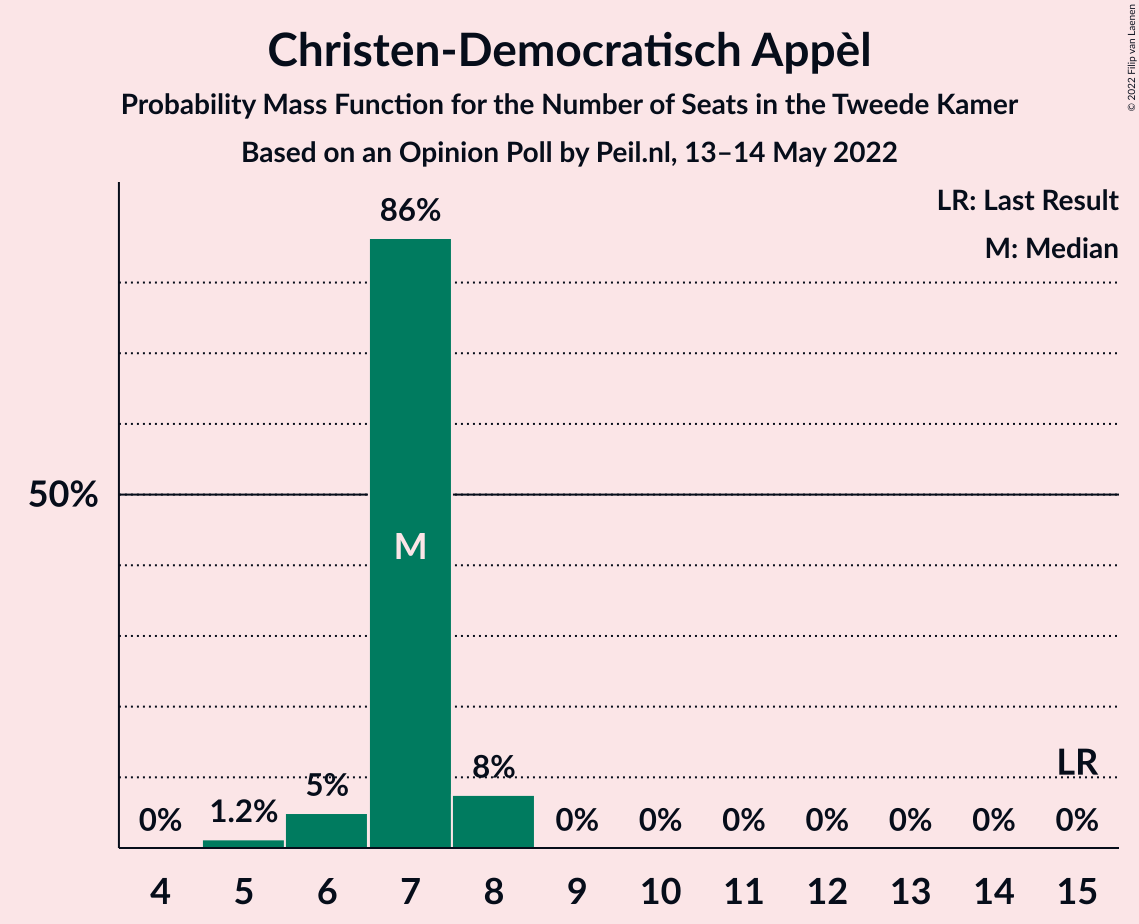 Christen-Democratisch Appèl
Probability Mass Function for the Number of Seats in the Tweede Kamer
Based on an Opinion Poll by Peil.nl, 13–14 May 2022
© 2022 Filip van Laenen
LR: Last Result
M: Median
86%
50%
M
8%
LR
5%
1.2%
0% 0% 0% 0% 0% 0% 0% 0%
4 5 6 7 8 9 10 11 12 13 14 15